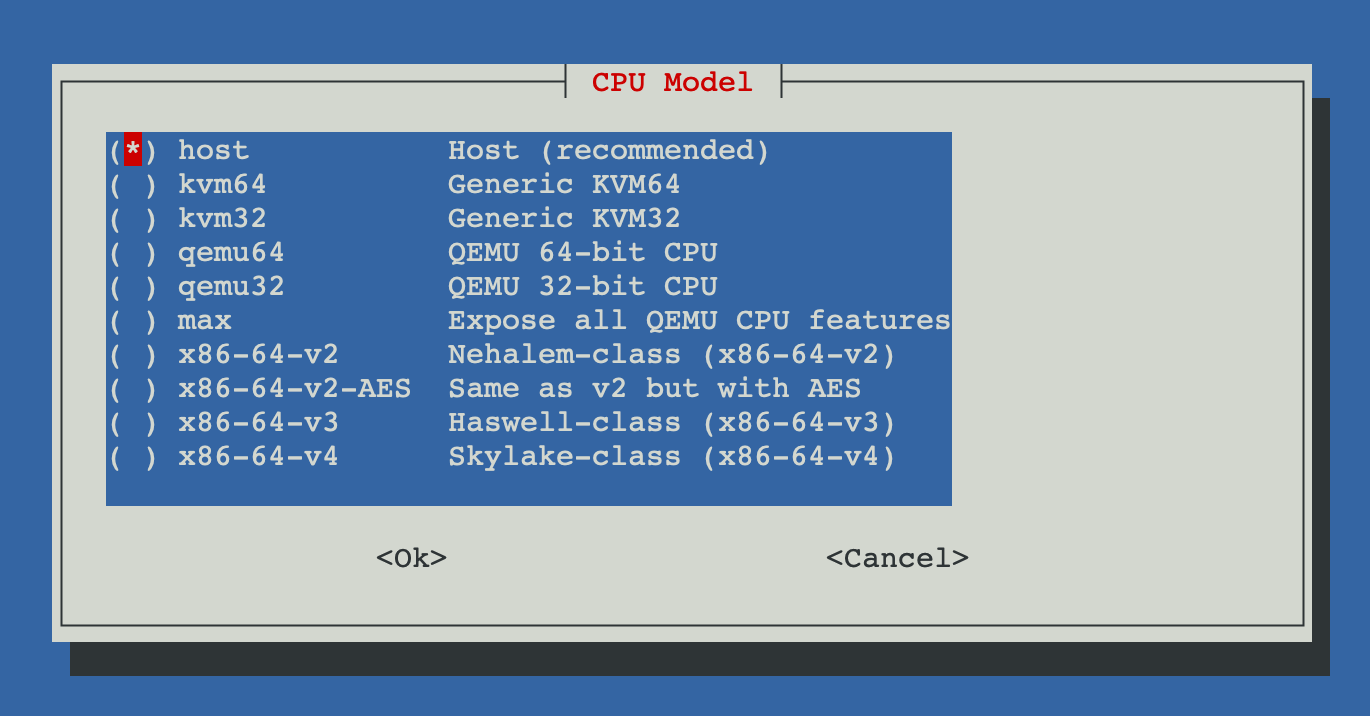 CPU Model
(*) host Host (recommended)
( ) kvm64 Generic KVM64
( ) kvm32 Generic KVM32
( ) qemu64 QEMU 64-bit CPU
( ) qemu32 QEMU 32-bit CPU
( ) max Expose all QEMU CPU features
( ) x86-64-v2 Nehalem-class (x86-64-v2)
( ) x86-64-v2-AES Same as v2 but with AES
( ) x86-64-v3 Haswell-class (x86-64-v3)
( ) x86-64-v4 Skylake-class (x86-64-v4)
<Ok> <Cancel>